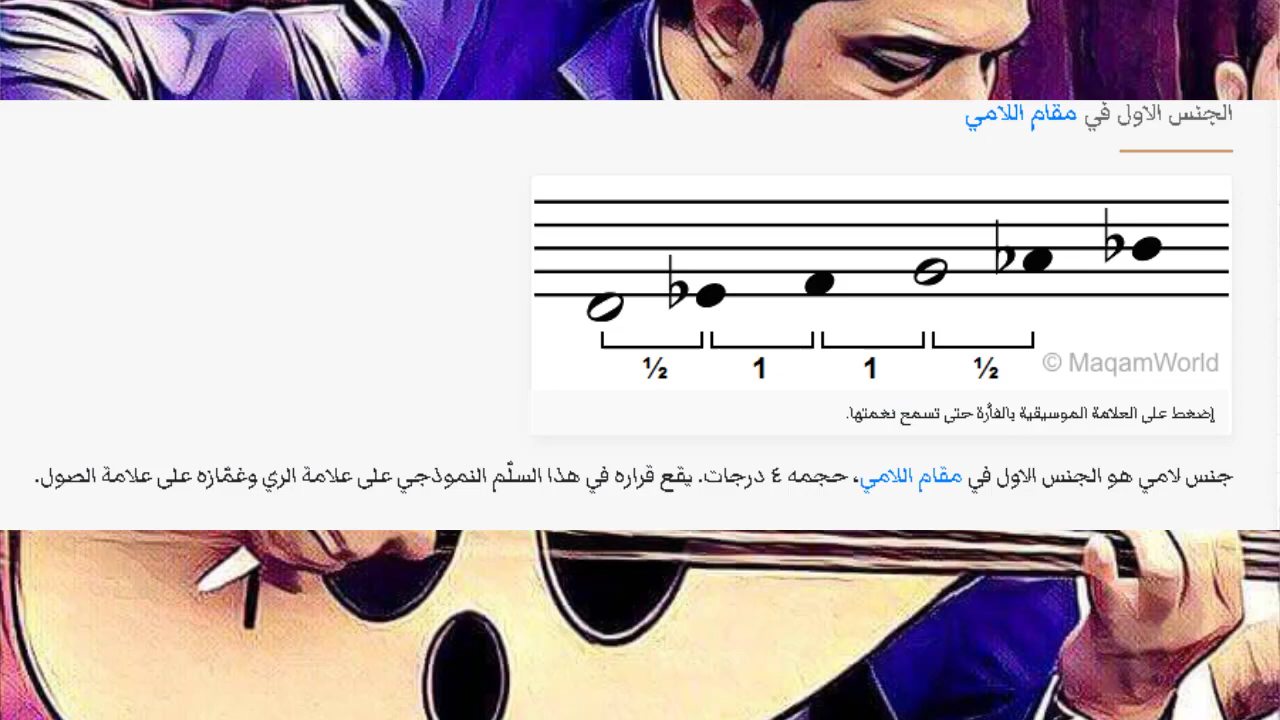 الجنس الاول في مقام اللامي
½ 1 1 ½
© MaqamWorld
إضغط على العلامة الموسيقية بالفأرة حتى تسمع نغمتها.
جنس لامي هو الجنس الاول في مقام اللامي، حجمه ٤ درجات. يقع قراره في هذا السلّم النموذجي على علامة الري وغمّازه على علامة الصول.